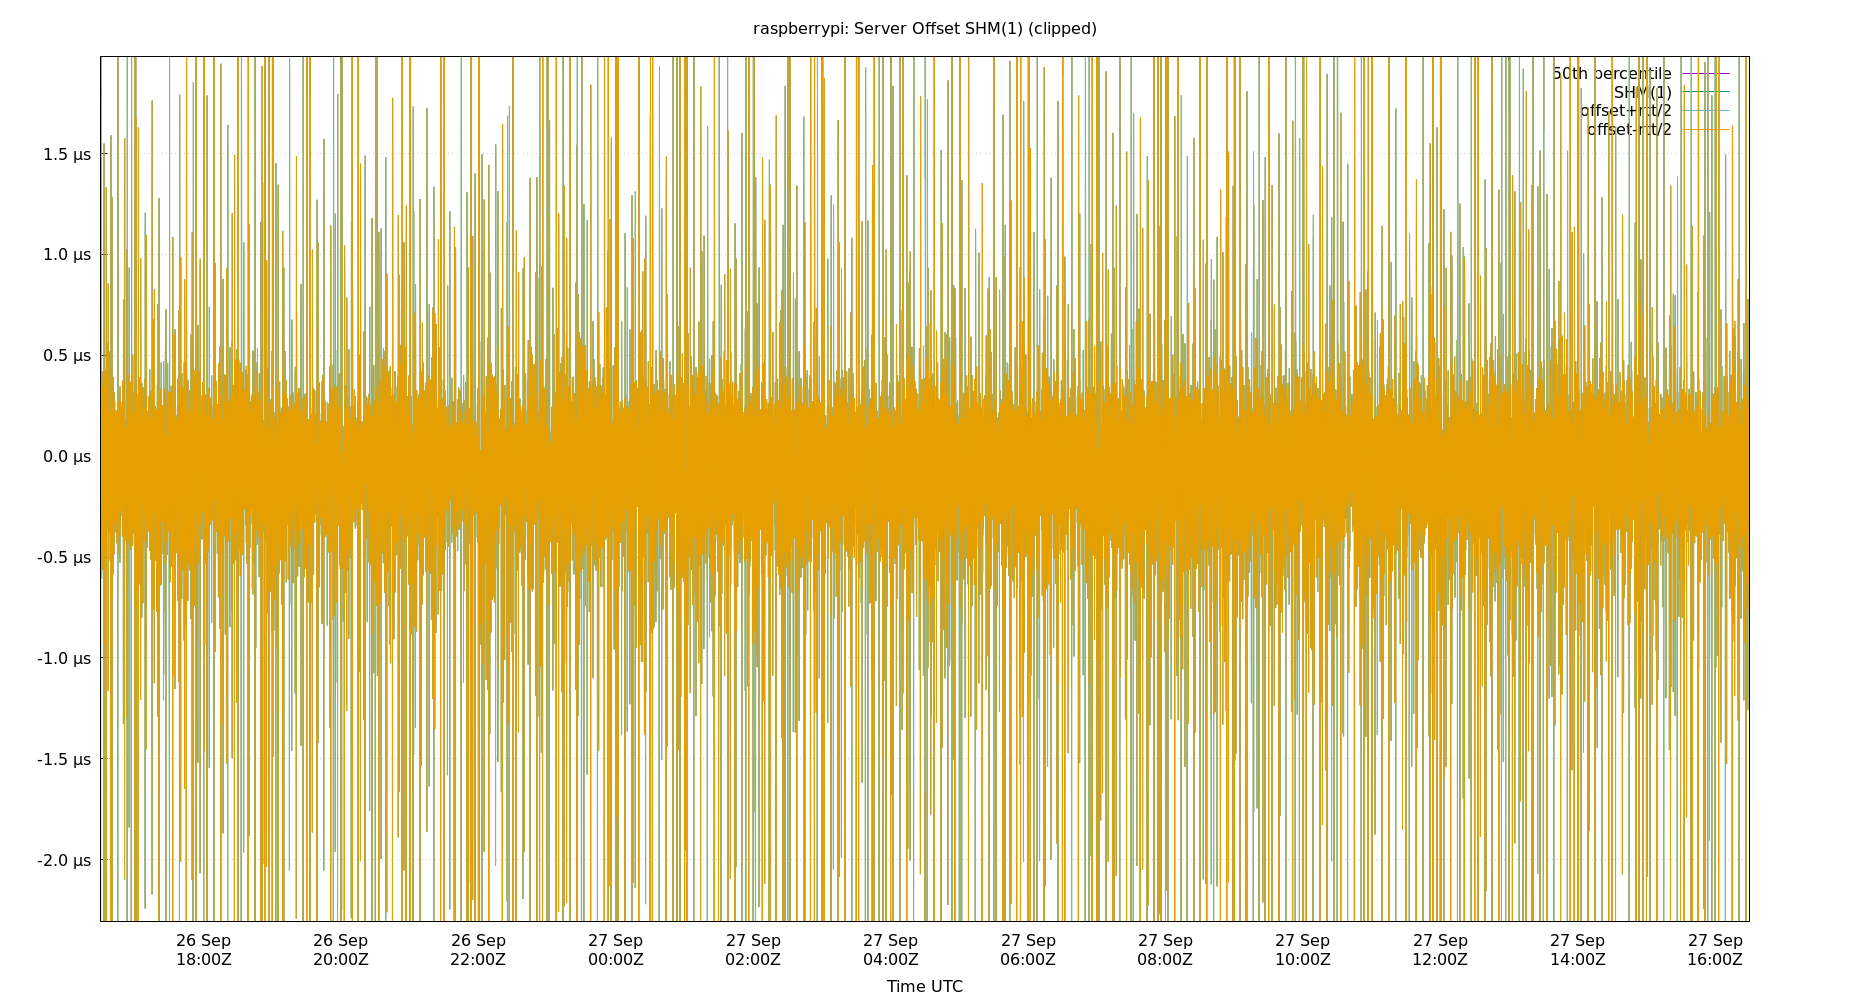 raspberrypi: Server Offset SHM(1) (clipped)
50th percentile
SHM(1)
offset+rtt/2
offset-rtt/2
1.5 µs
1.0 µs
0.5 µs
0.0 µs
-0.5 µs
-1.0 µs
-1.5 µs
-2.0 µs
26 Sep 26 Sep 26 Sep 27 Sep 27 Sep 27 Sep 27 Sep 27 Sep 27 Sep 27 Sep 27 Sep 27 Sep
18:00Z 20:00Z 22:00Z 00:00Z 02:00Z 04:00Z 06:00Z 08:00Z 10:00Z 12:00Z 14:00Z 16:00Z
Time UTC